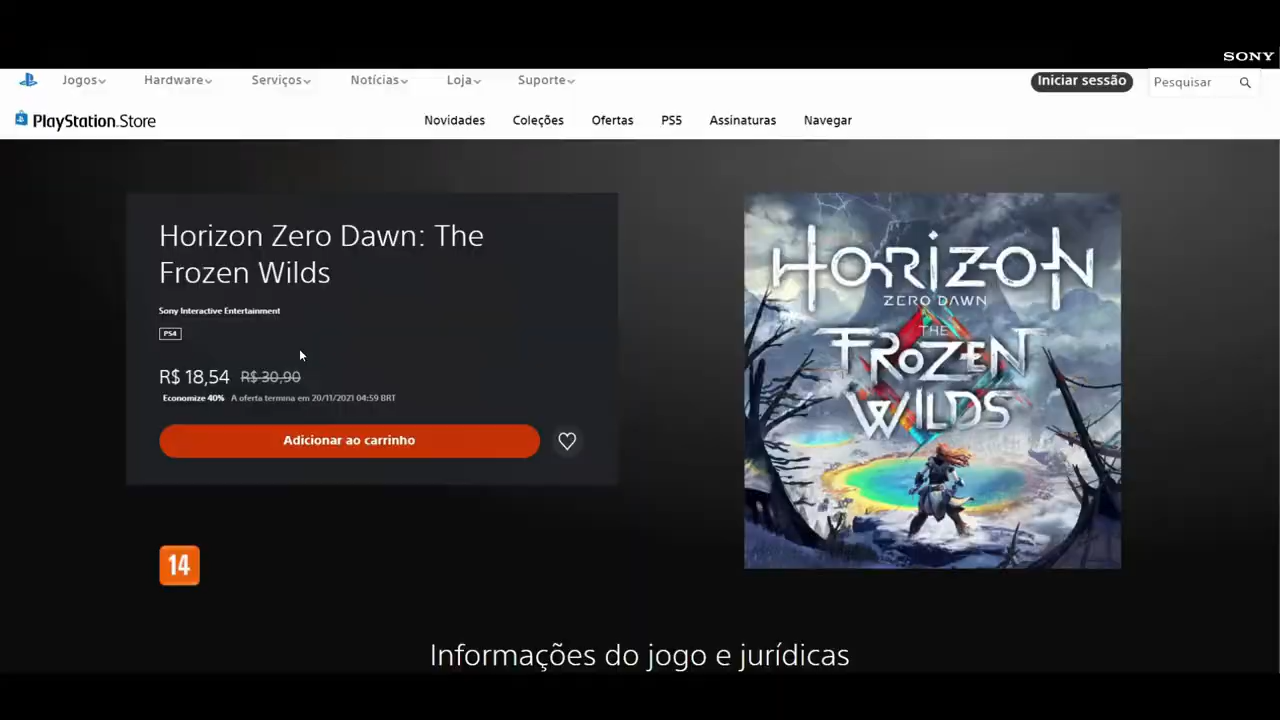 SONY
Jogos Hardware Serviços Notícias Loja Suporte Iniciar sessão Pesquisar
PlayStation.Store Novidades Coleções Ofertas PS5 Assinaturas Navegar
Horizon Zero Dawn: The
Frozen Wilds
Sony Interactive Entertainment
PS4
R$ 18,54 R$ 30,90
Economize 40% A oferta termina em 20/11/2021 04:59 BRT
Adicionar ao carrinho
14
HORIZON
ZERO DAWN
THE
FROZEN
WILDS
Informações do jogo e jurídicas